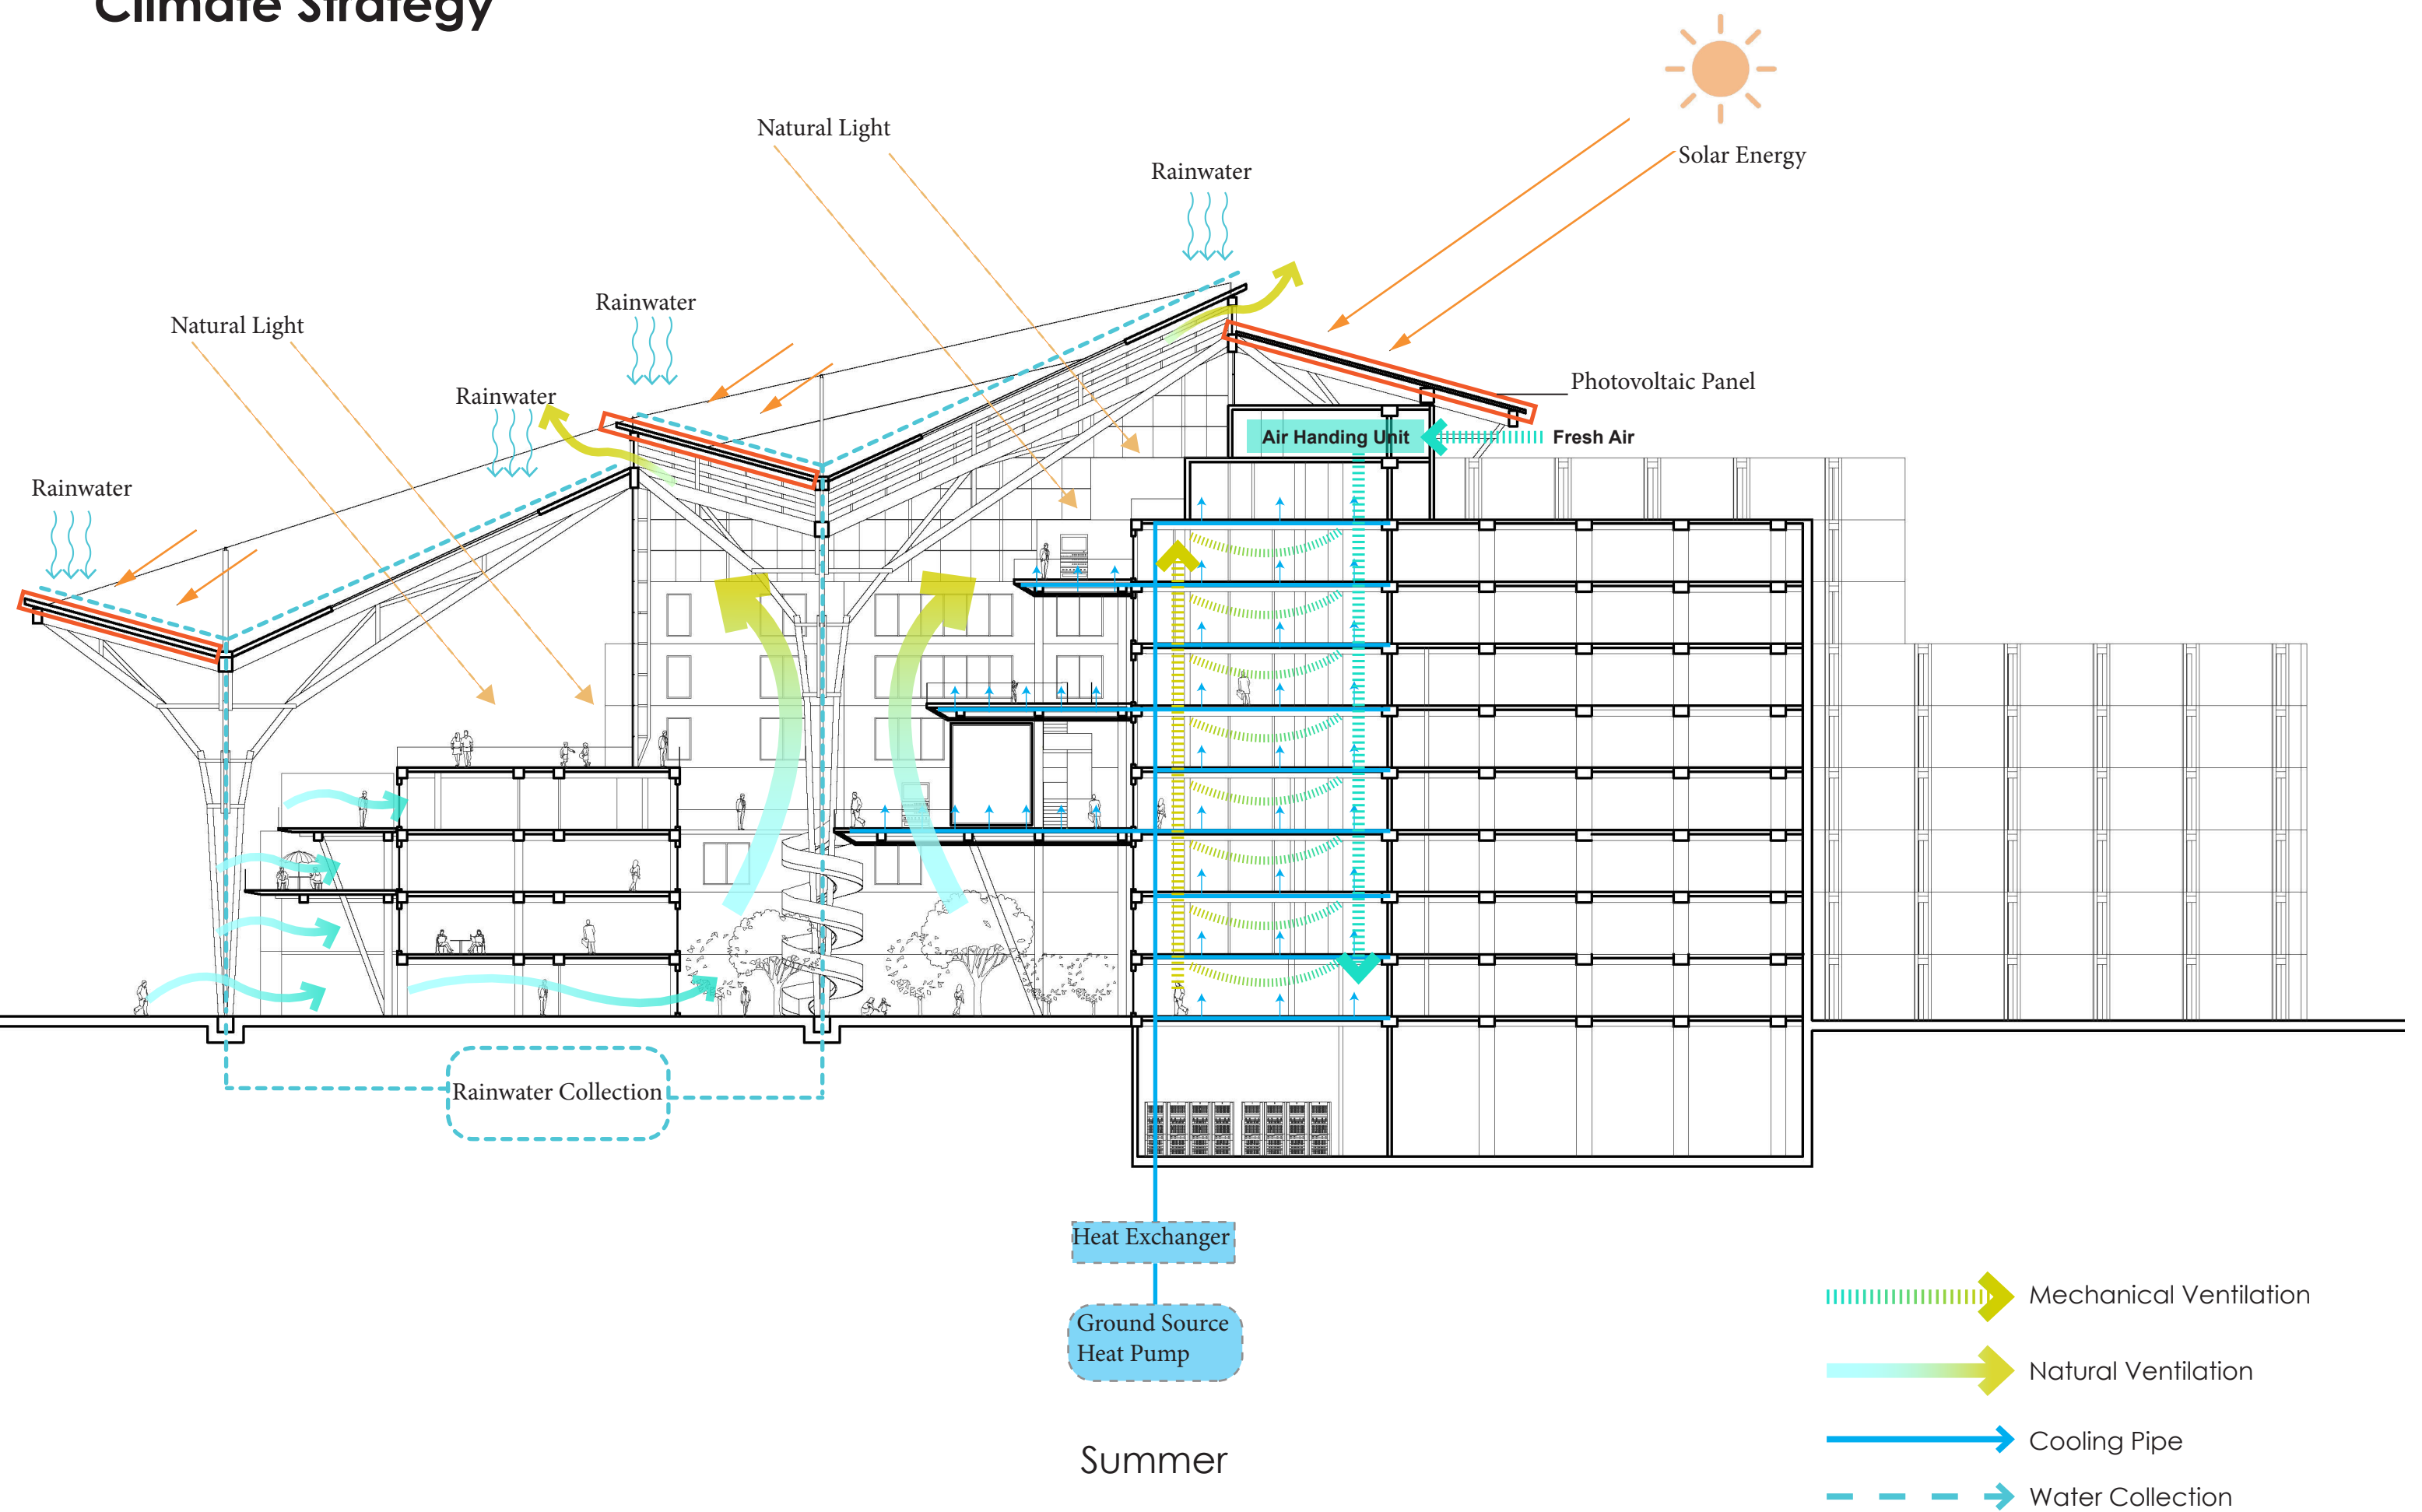 Climate Strategy
Natural Light
Solar Energy
Rainwater
Rainwater
Natural Light
Photovoltaic Panel
Rainwater
Air Handing Unit
Fresh Air
Rainwater
Rainwater Collection
Heat Exchanger
Ground Source
Heat Pump
Mechanical Ventilation
Natural Ventilation
Cooling Pipe
Summer
Water Collection